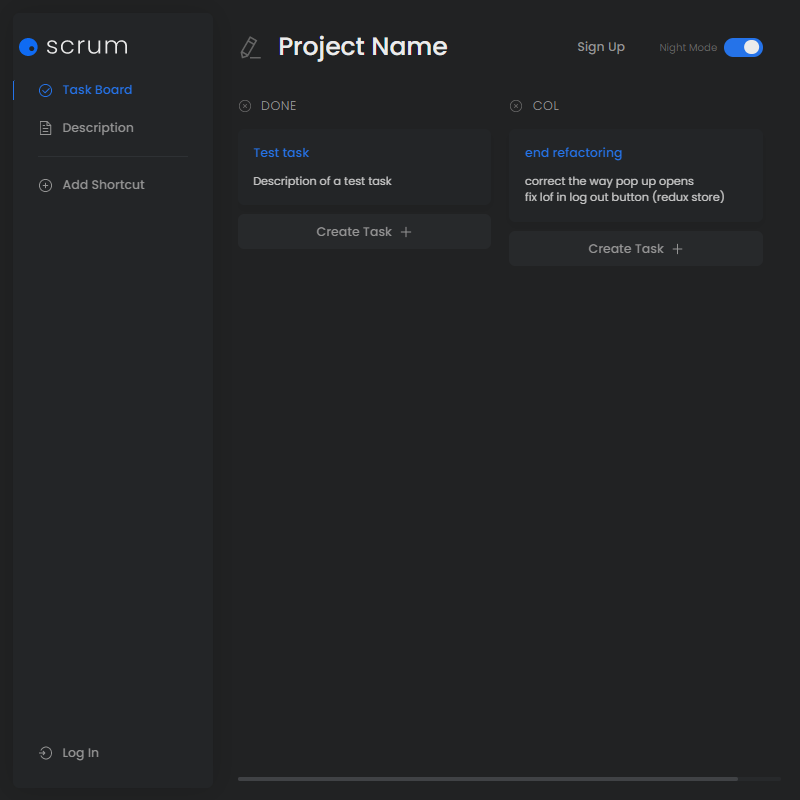 scrum
Task Board
Description
Add Shortcut
Log In
Project Name
Sign Up
Night Mode
DONE
Test task
Description of a test task
Create Task
COL
end refactoring
correct the way pop up opens
fix lof in log out button (redux store)
Create Task